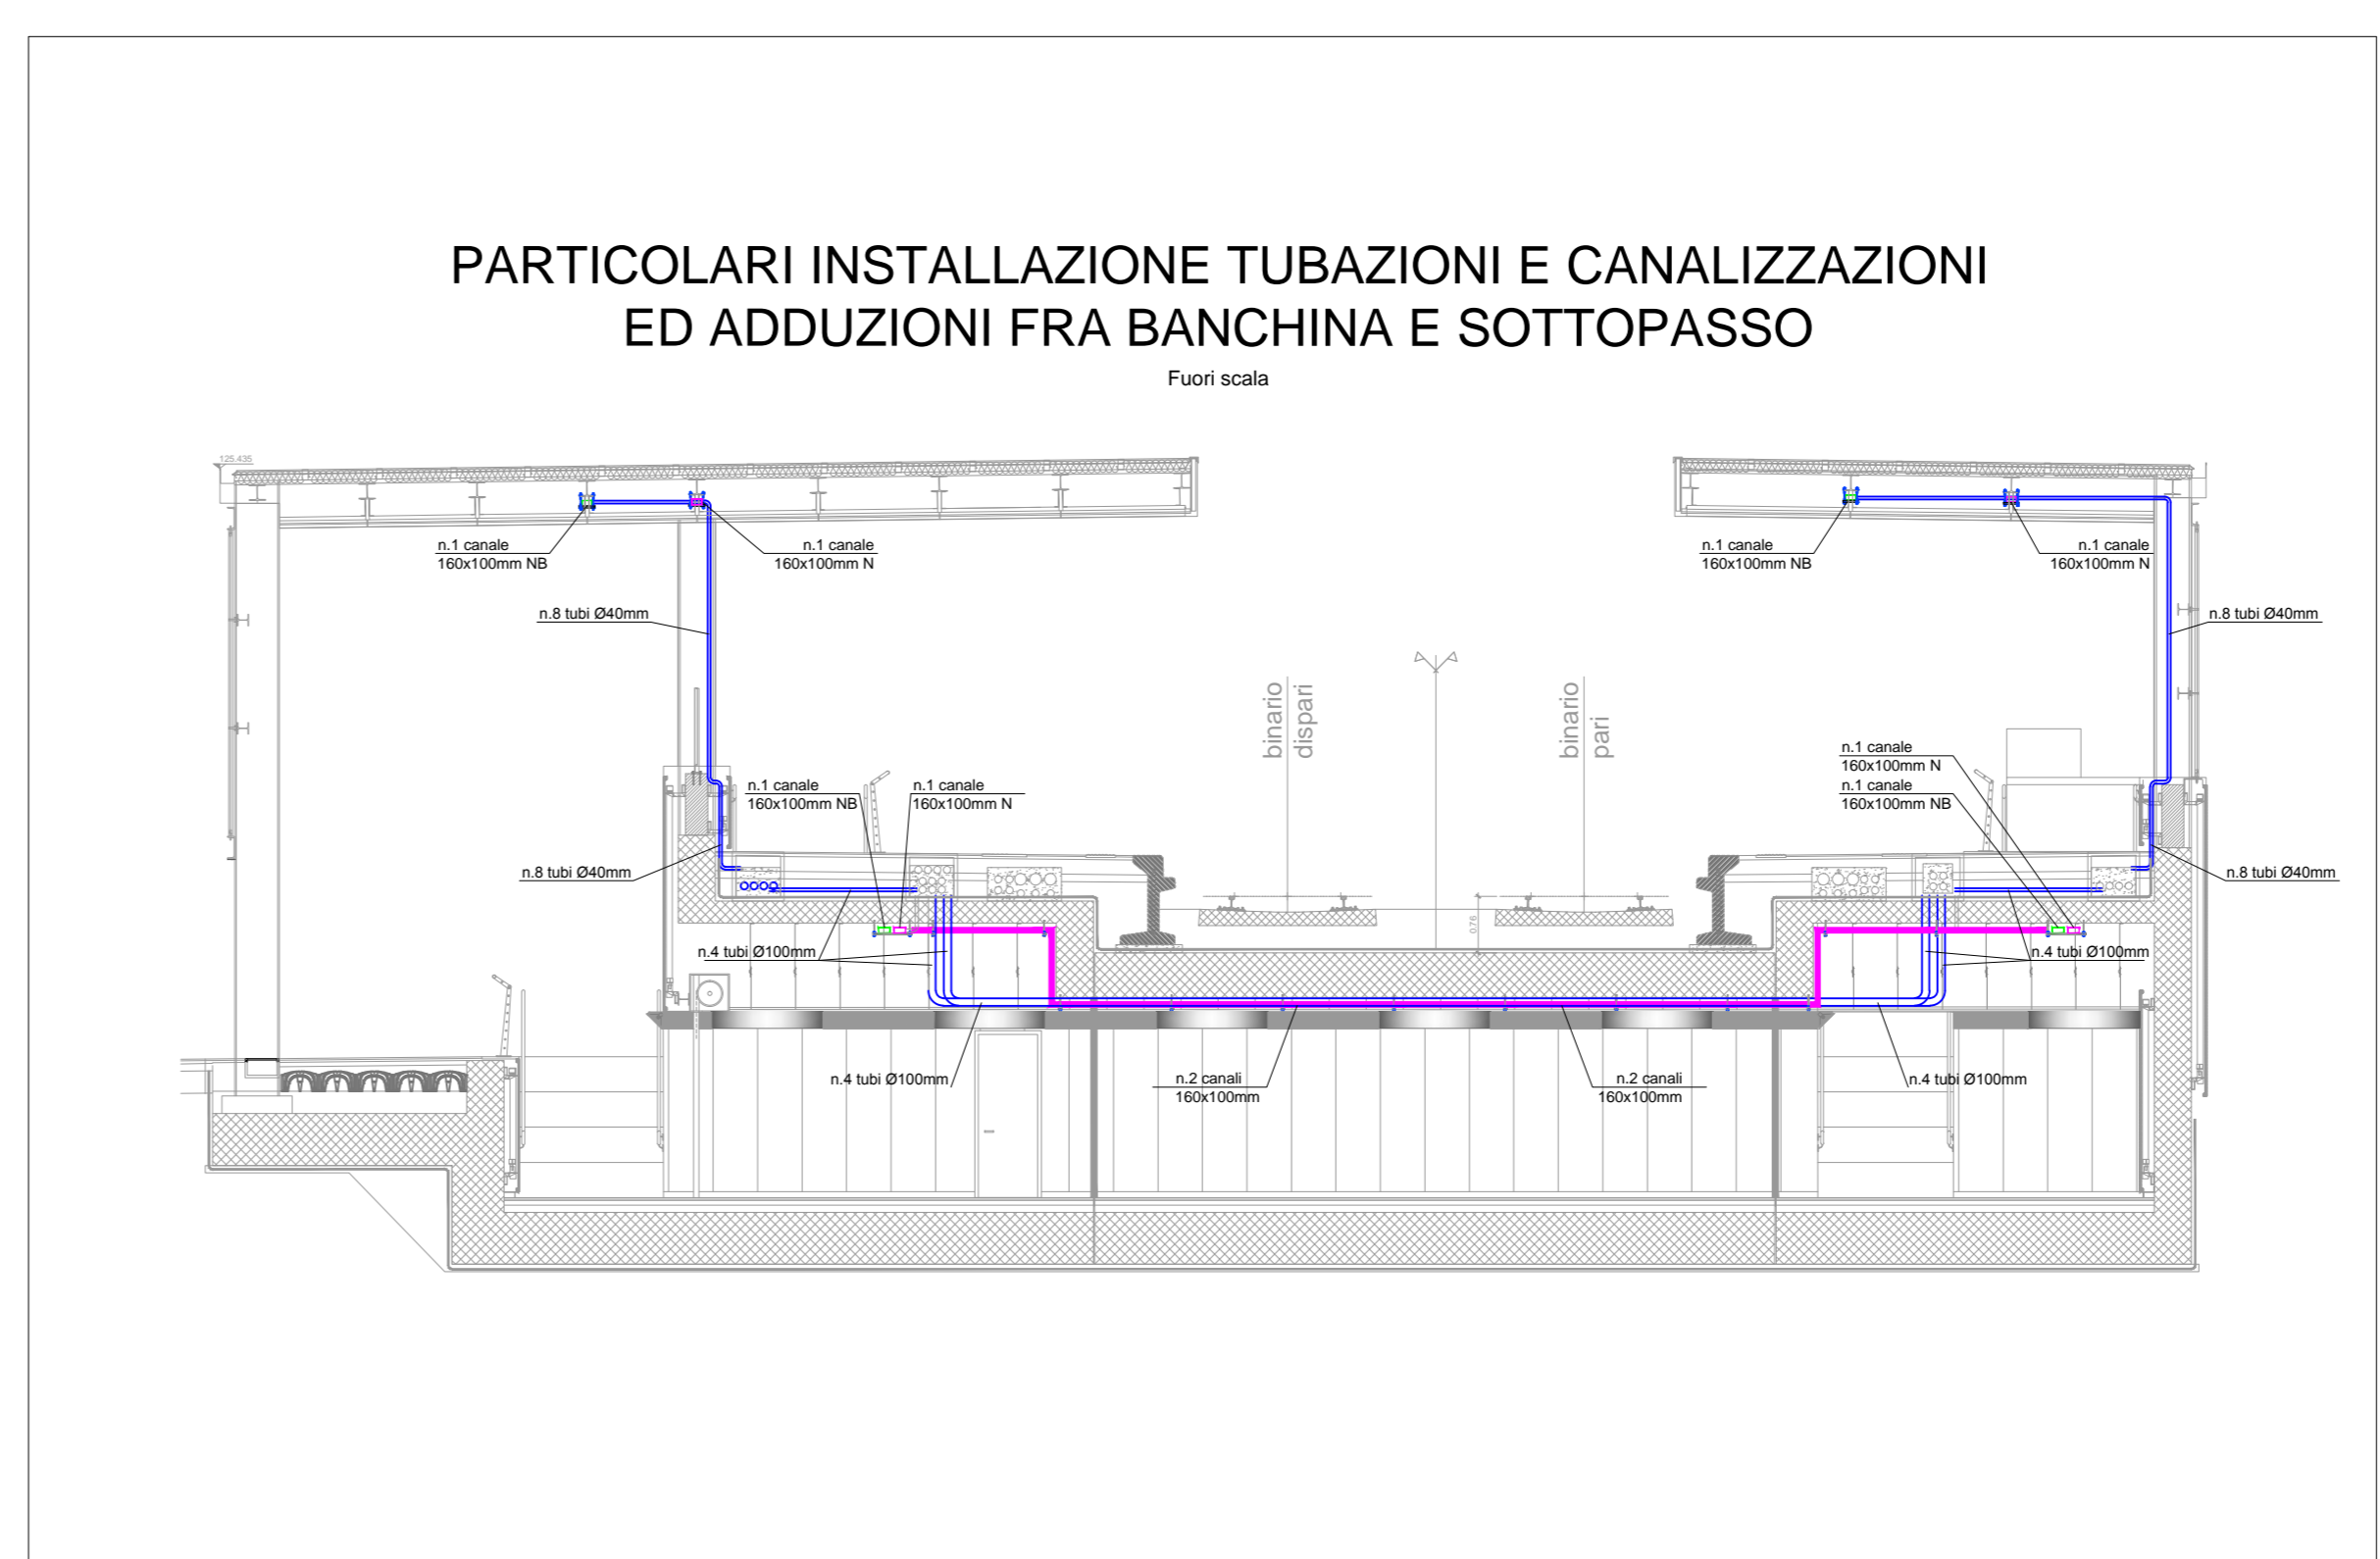 PARTICOLARI INSTALLAZIONE TUBAZIONI E CANALIZZAZIONI
ED ADDUZIONI FRA BANCHINA E SOTTOPASSO
Fuori scala
125.435
n.1 canale
160x100mm NB
n.1 canale
160x100mm N
n.1 canale
160x100mm NB
n.1 canale
160x100mm N
n.8 tubi Ø40mm
n.8 tubi Ø40mm
binario
dispari
binario
pari
n.1 canale
160x100mm N
n.1 canale
160x100mm NB
n.1 canale
160x100mm NB
n.1 canale
160x100mm N
n.8 tubi Ø40mm
n.8 tubi Ø40mm
0.76
n.4 tubi Ø100mm
n.4 tubi Ø100mm
n.4 tubi Ø100mm
n.2 canali
160x100mm
n.2 canali
160x100mm
n.4 tubi Ø100mm